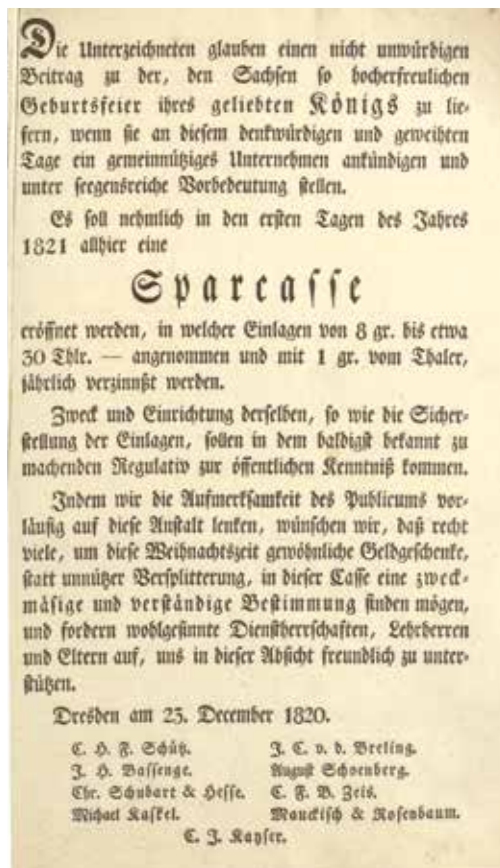 Die Unterzeichneten glauben einen nicht unwürdigen
Beitrag zu der, den Sachsen so hocherfreulichen
Geburtsfeier ihres geliebten Königs zu lie-
fern, wenn sie an diesem denkwürdigen und geweihten
Tage ein gemeinnütziges Unternehmen ankündigen und
unter seegensreiche Vorbedeutung stellen.
Es soll nehmlich in den ersten Tagen des Jahres
1821 allhier eine
Sparcasse
eröffnet werden, in welcher Einlagen von 8 gr. bis etwa
30 Thlr. — angenommen und mit 1 gr. vom Thaler,
jährlich verzinnßt werden.
Zweck und Einrichtung derselben, so wie die Sicher-
stellung der Einlagen, sollen in dem baldigst bekannt zu
machenden Regulativ zur öffentlichen Kenntniß kommen.
Indem wir die Aufmerksamkeit des Publicums vor-
läufig auf diese Anstalt lenken, wünschen wir, daß recht
viele, um diese Weihnachtszeit gewöhnliche Geldgeschenke,
statt unnützer Versplitterung, in dieser Casse eine zweck-
mäsige und verständige Bestimmung finden mögen,
und fordern wohlgesinnte Dienstherrschaften, Lehrherren
und Eltern auf, uns in dieser Absicht freundlich zu unter-
stützen.
Dresden am 23. December 1820.
C. H. F. Schütz. J. C. v. d. Breling.
J. H. Bassenge. August Schoenberg.
Chr. Schubart & Hesse. C. F. B. Zeis.
Michael Kaskel. Mauckisch & Rosenbaum.
C. J. Kayser.